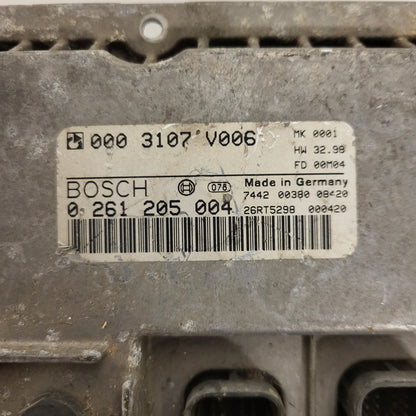 000 3107 V006
MK 0001
HW 32.98
FD 00M04
BOSCH 078 Made in Germany
7442 00380 08420
0 261 205 004 26RT5298 000420